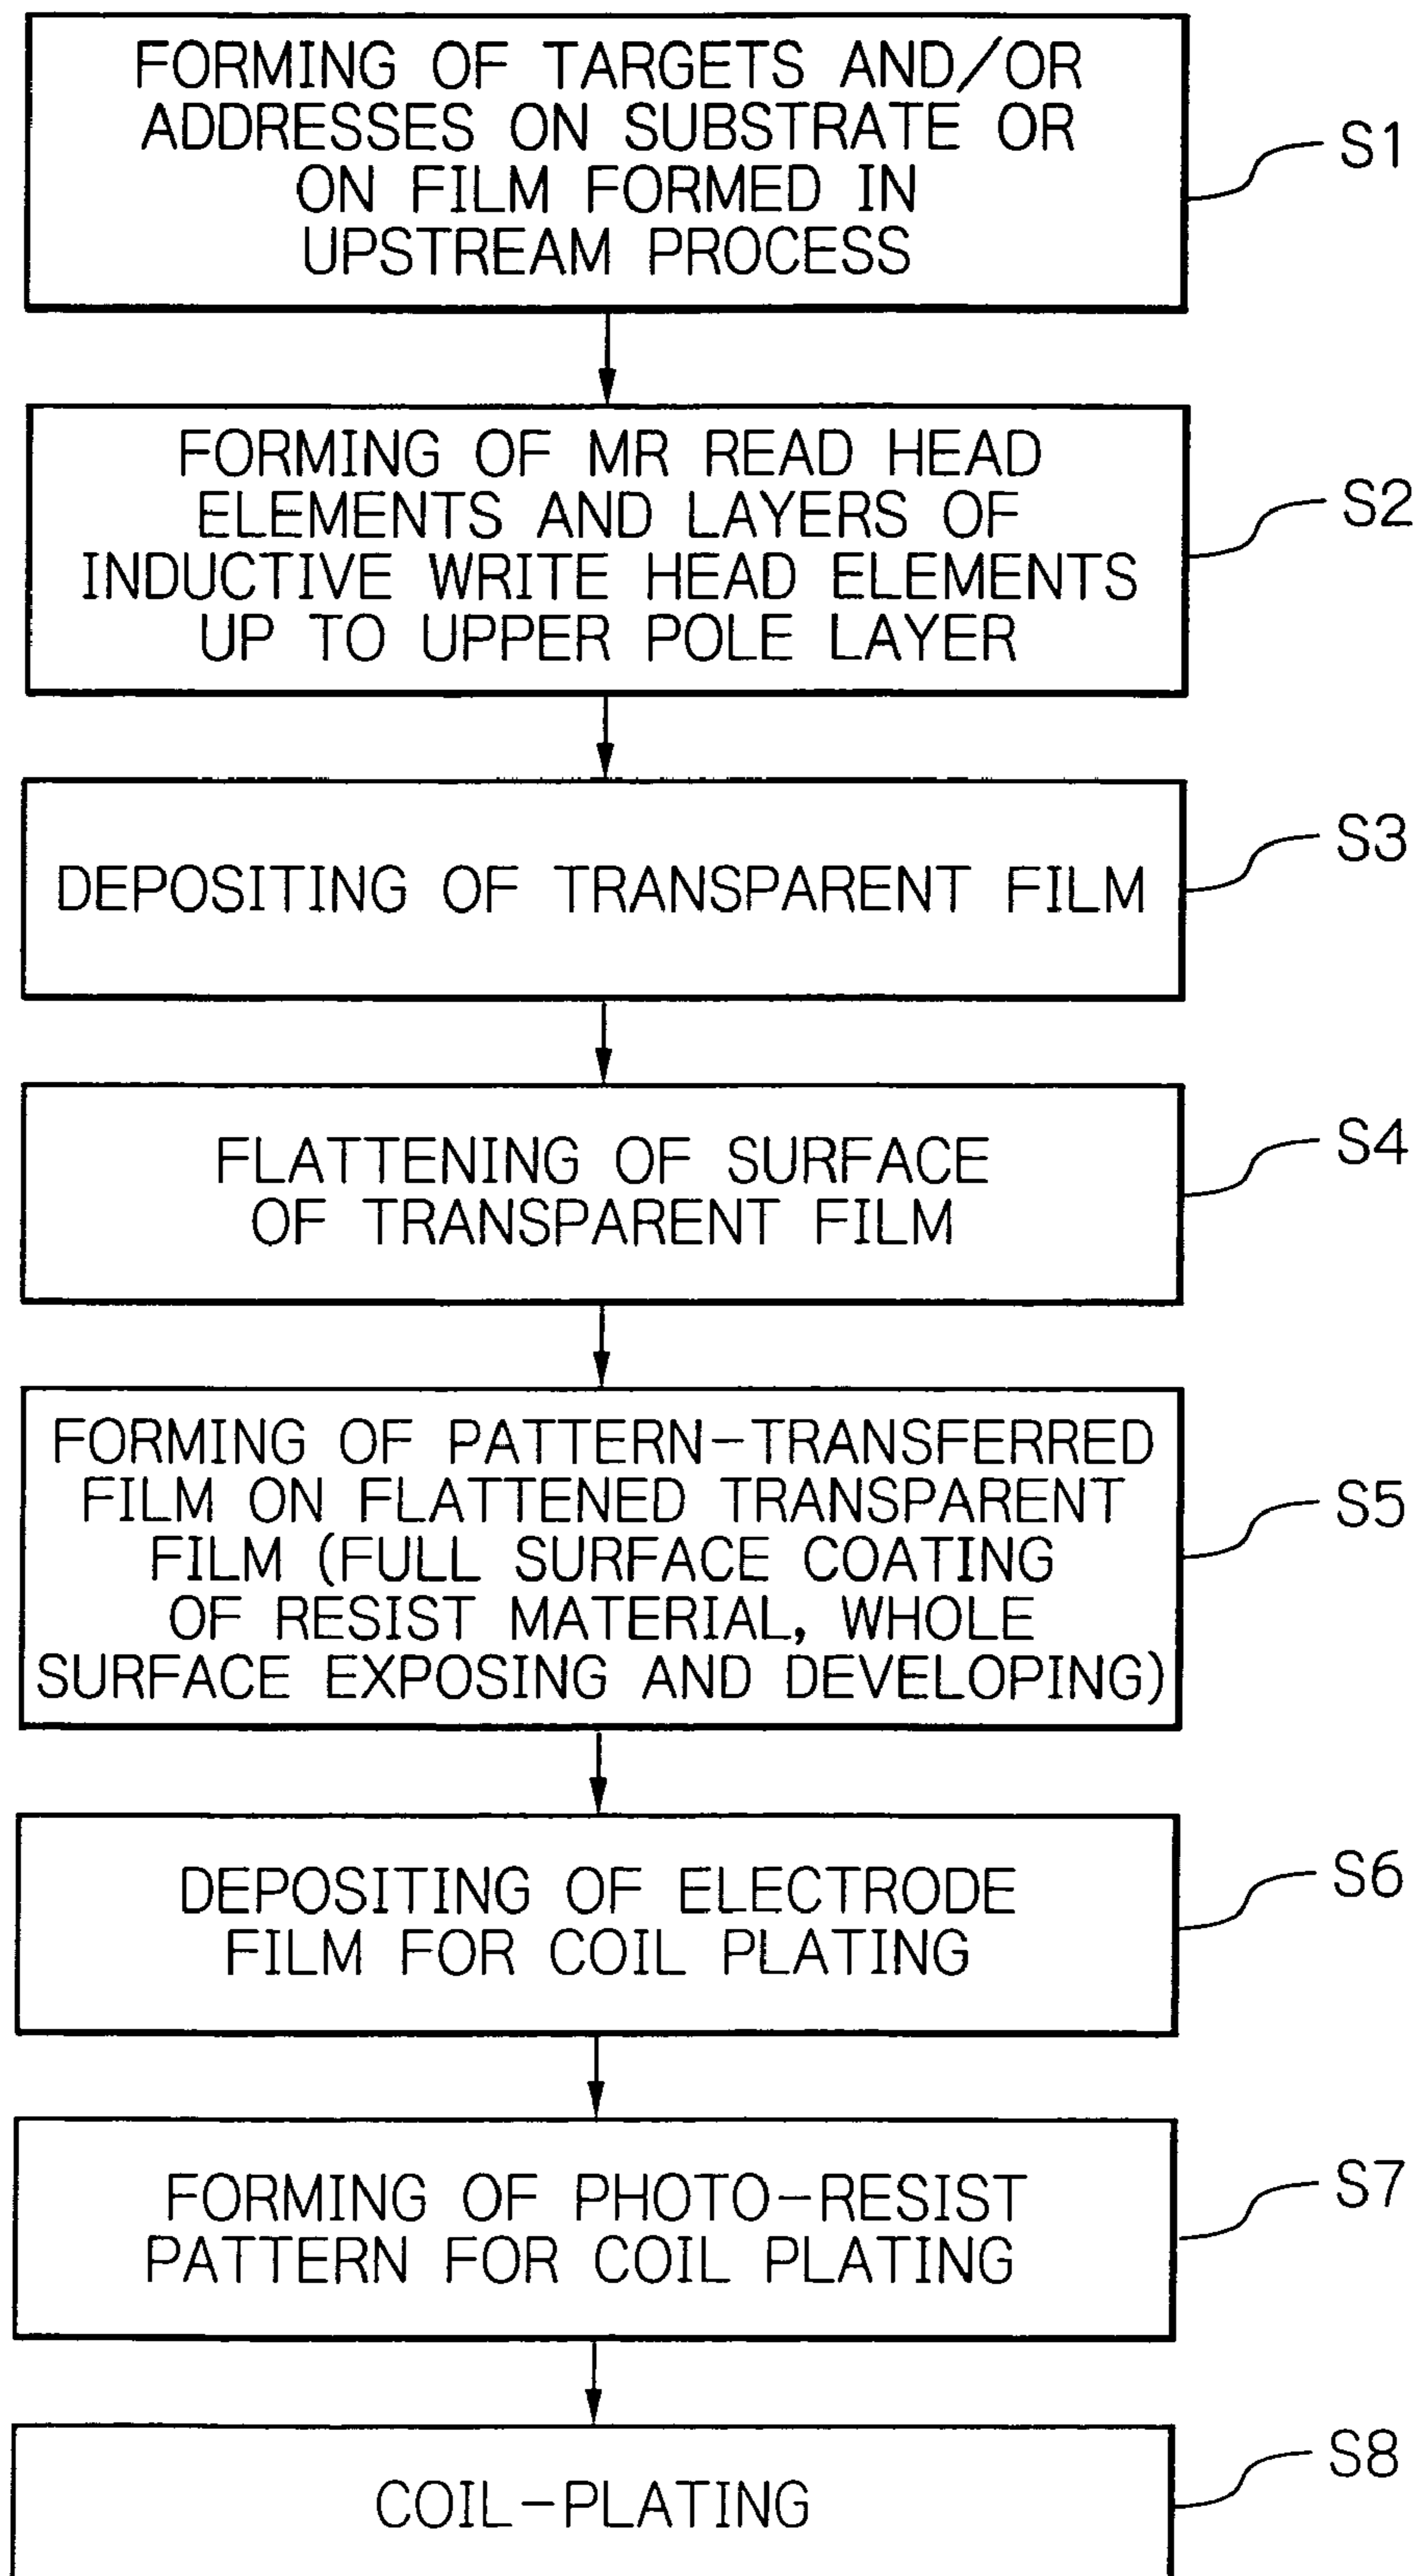 FORMING OF TARGETS AND/OR
ADDRESSES ON SUBSTRATE OR
ON FILM FORMED IN
UPSTREAM PROCESS
S1
FORMING OF MR READ HEAD
ELEMENTS AND LAYERS OF
INDUCTIVE WRITE HEAD ELEMENTS
UP TO UPPER POLE LAYER
S2
DEPOSITING OF TRANSPARENT FILM
S3
FLATTENING OF SURFACE
OF TRANSPARENT FILM
S4
FORMING OF PATTERN-TRANSFERRED
FILM ON FLATTENED TRANSPARENT
FILM (FULL SURFACE COATING
OF RESIST MATERIAL, WHOLE
SURFACE EXPOSING AND DEVELOPING)
S5
DEPOSITING OF ELECTRODE
FILM FOR COIL PLATING
S6
FORMING OF PHOTO-RESIST
PATTERN FOR COIL PLATING
S7
COIL-PLATING
S8